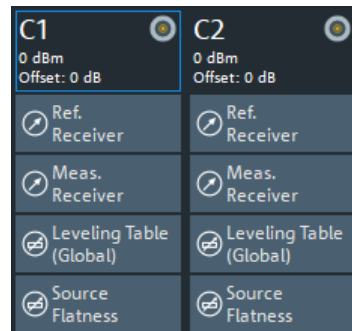 C1
0 dBm
Offset: 0 dB
Ref.
Receiver
Meas.
Receiver
Leveling Table
(Global)
Source
Flatness
C2
0 dBm
Offset: 0 dB
Ref.
Receiver
Meas.
Receiver
Leveling Table
(Global)
Source
Flatness